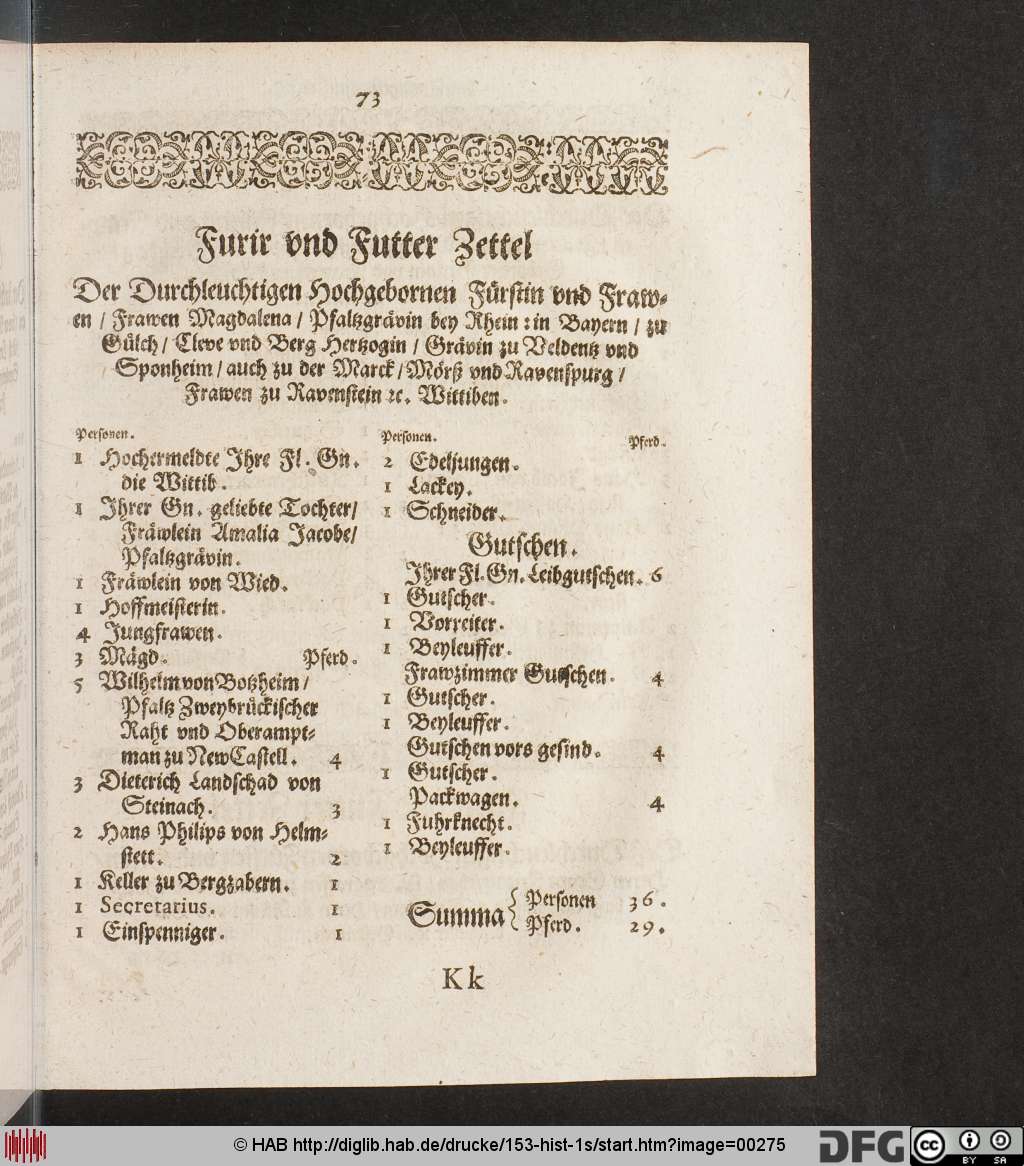 73
Furir vnd Futter Zettel
Der Durchleuchtigen Hochgebornen Fürstin vnd Fraw-
en / Frawen Magdalena / Pfaltzgrävin bey Rhein : in Bayern / zu
Gülch / Cleve vnd Berg Hertzogin / Grävin zu Veldentz vnd
Sponheim / auch zu der Marck / Mörß vnd Ravenspurg /
Frawen zu Ravenstein ꝛc. Wittiben.
Personen.
1 Hochermeldte Ihre Fl. Gn.
die Wittib.
1 Ihrer Gn. geliebte Tochter/
Fräwlein Amalia Jacobe/
Pfaltzgrävin.
1 Fräwlein von Wied.
1 Hoffmeisterin.
4 Jungfrawen.
3 Mägd. Pferd.
5 Wilhelm von Botzheim /
Pfaltz Zweybrückischer
Raht vnd Oberampt-
man zu NewCastell. 4
3 Dieterich Landschad von
Steinach. 3
2 Hans Philips von Helm-
stett. 2
1 Keller zu Bergzabern. 1
1 Secretarius. 1
1 Einspenniger. 1
Personen. Pferd.
2 Edeljungen.
1 Lackey.
1 Schneider.
Gutschen.
Ihrer Fl. Gn. Leibgutschen. 6
1 Gutscher.
1 Vorreiter.
1 Beyleuffer.
Frawzimmer Gutschen. 4
1 Gutscher.
1 Beyleuffer.
Gutschen vors gesind. 4
1 Gutscher.
Packwagen. 4
1 Fuhrknecht.
1 Beyleuffer.
Summa { Personen 36.
Pferd. 29.
Kk
© HAB http://diglib.hab.de/drucke/153-hist-1s/start.htm?image=00275
DFG
cc BY SA